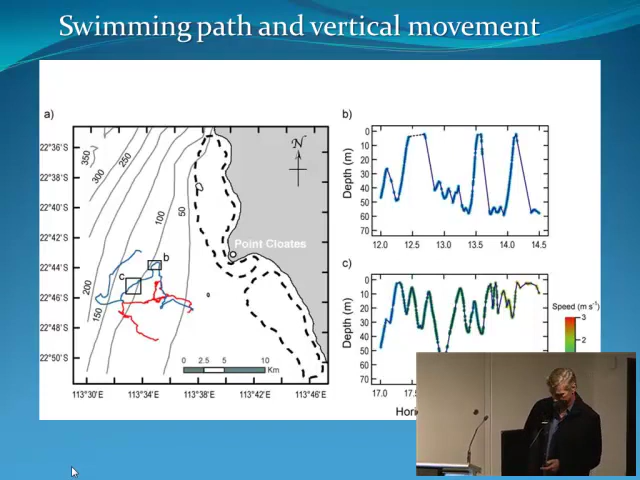 Swimming path and vertical movement
a)
22°36'S
22°38'S
22°40'S
22°42'S
22°44'S
22°46'S
22°48'S
22°50'S
113°30'E
113°34'E
113°38'E
113°42'E
113°46'E
350
300
250
200
150
100
50
N
Point Cloates
b
c
0 2.5 5 10
Km
b)
Depth (m)
0
10
20
30
40
50
60
70
12.0 12.5 13.0 13.5 14.0 14.5
c)
Depth (m)
0
10
20
30
40
50
60
70
17.0
Speed (m s⁻¹)
3
2